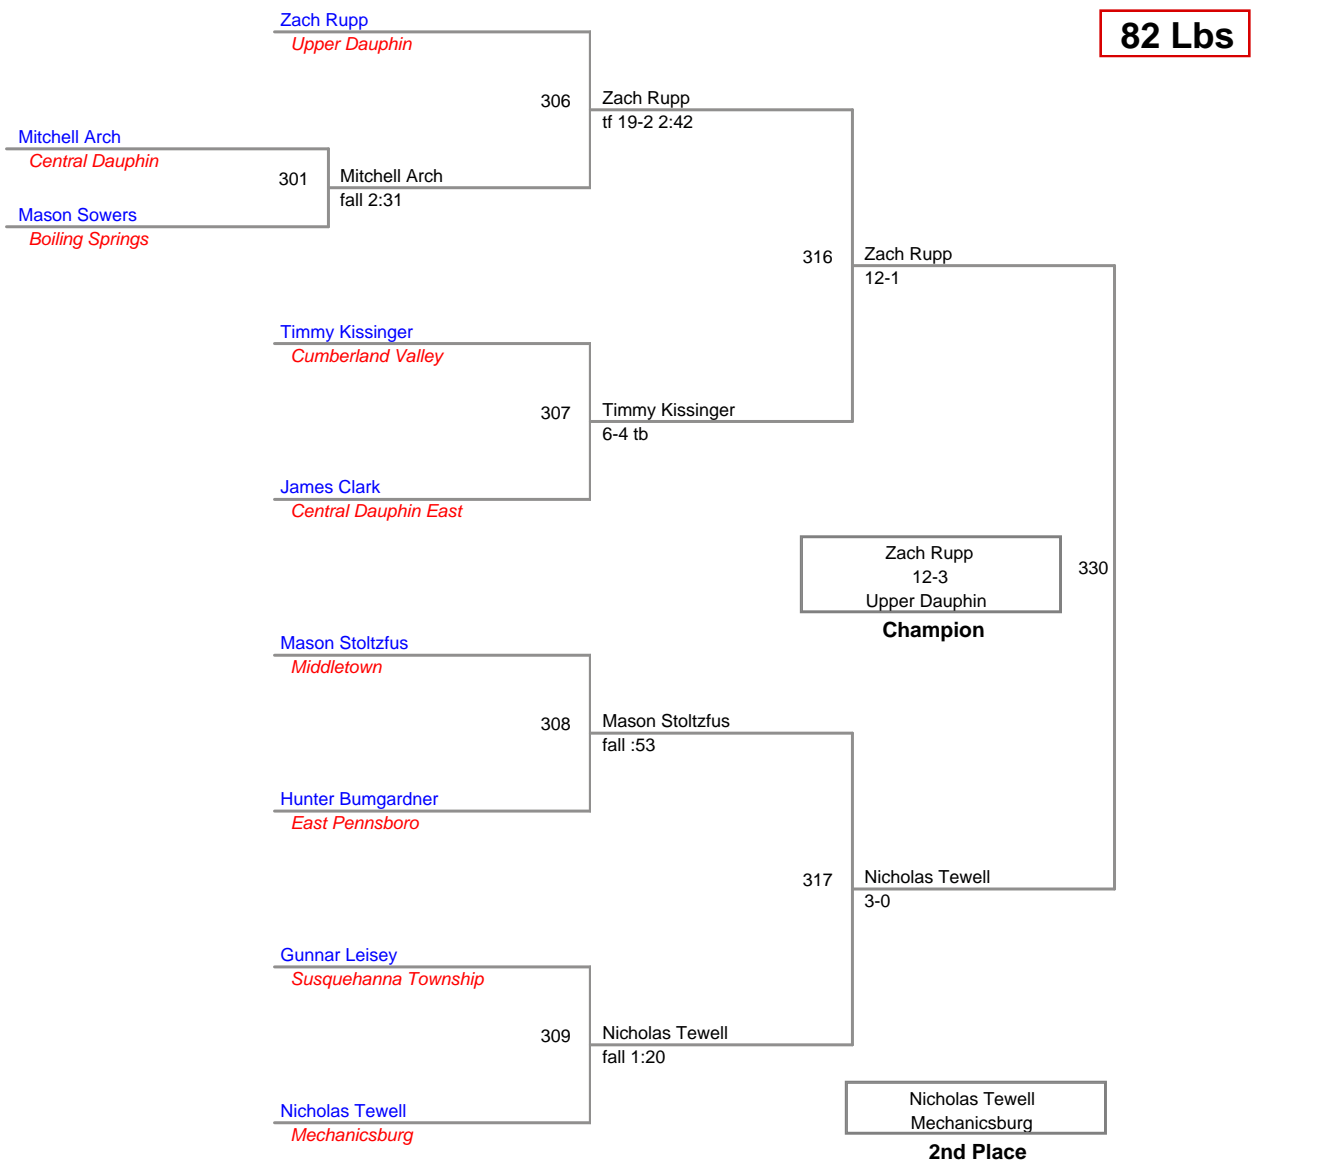 Zach Rupp
Upper Dauphin
82 Lbs
306
Zach Rupp
tf 19-2 2:42
Mitchell Arch
Central Dauphin
301
Mitchell Arch
fall 2:31
Mason Sowers
Boiling Springs
316
Zach Rupp
12-1
Timmy Kissinger
Cumberland Valley
307
Timmy Kissinger
6-4 tb
James Clark
Central Dauphin East
Zach Rupp
12-3
Upper Dauphin
Champion
330
Mason Stoltzfus
Middletown
308
Mason Stoltzfus
fall :53
Hunter Bumgardner
East Pennsboro
317
Nicholas Tewell
3-0
Gunnar Leisey
Susquehanna Township
309
Nicholas Tewell
fall 1:20
Nicholas Tewell
Mechanicsburg
Nicholas Tewell
Mechanicsburg
2nd Place